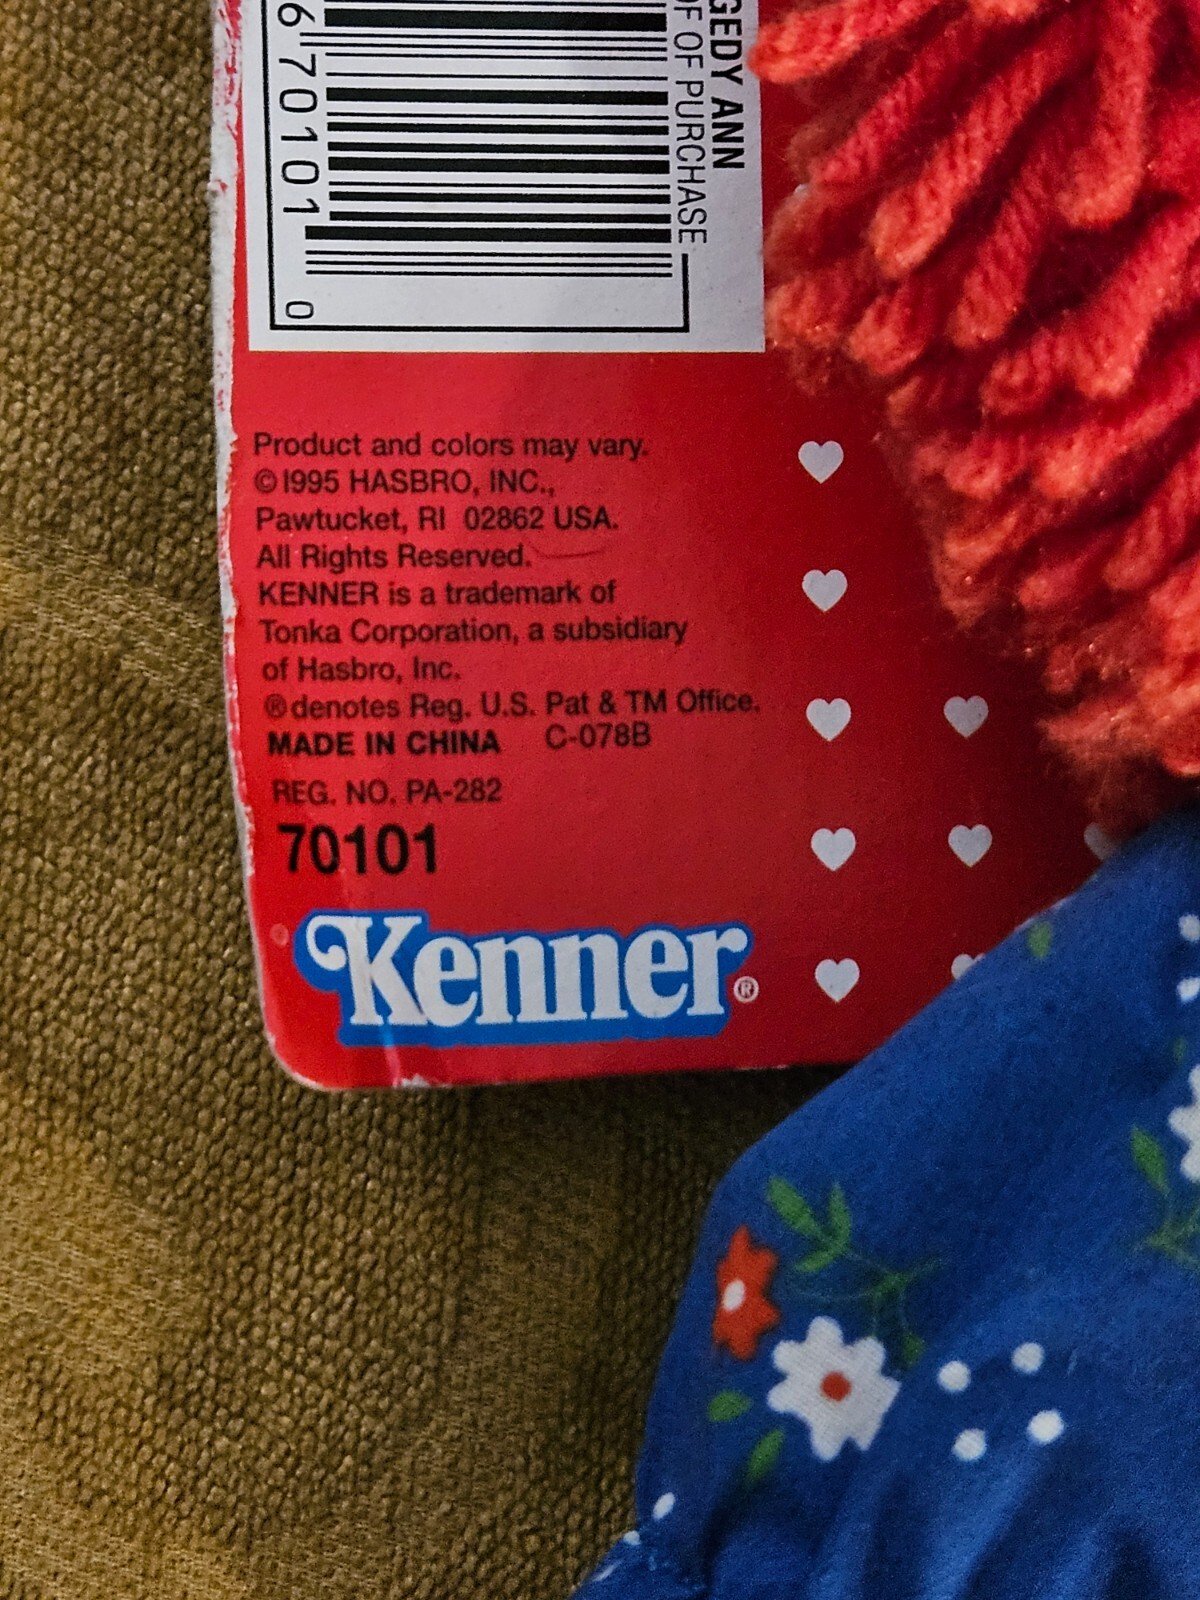 GEDY ANN
OF OF PURCHASE
670101
0
Product and colors may vary.
©1995 HASBRO, INC.,
Pawtucket, RI 02862 USA.
All Rights Reserved.
KENNER is a trademark of
Tonka Corporation, a subsidiary
of Hasbro, Inc.
®denotes Reg. U.S. Pat & TM Office.
MADE IN CHINA C-078B
REG. NO. PA-282
70101
Kenner®